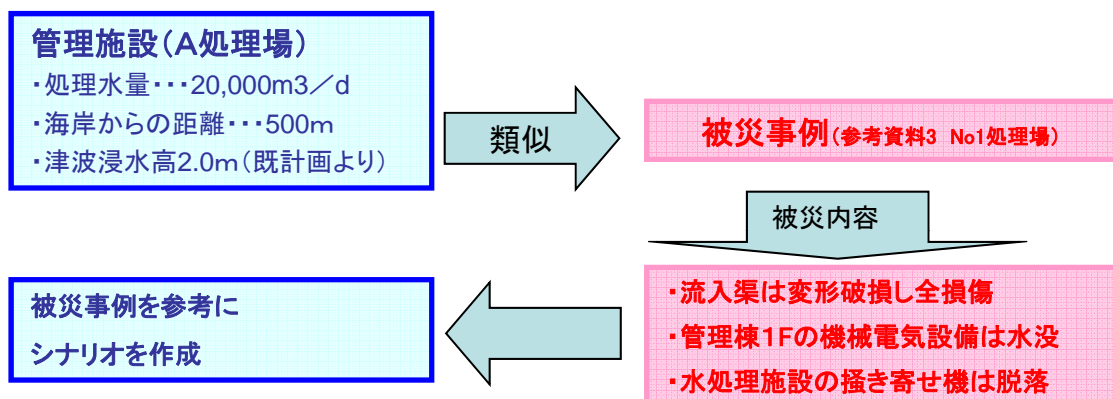 管理施設(A処理場)
・処理水量・・・20,000m3／d
・海岸からの距離・・・500m
・津波浸水高2.0m(既計画より)
類似
被災事例(参考資料3 No1処理場)
被災内容
・流入渠は変形破損し全損傷
・管理棟1Fの機械電気設備は水没
・水処理施設の掻き寄せ機は脱落
被災事例を参考に
シナリオを作成